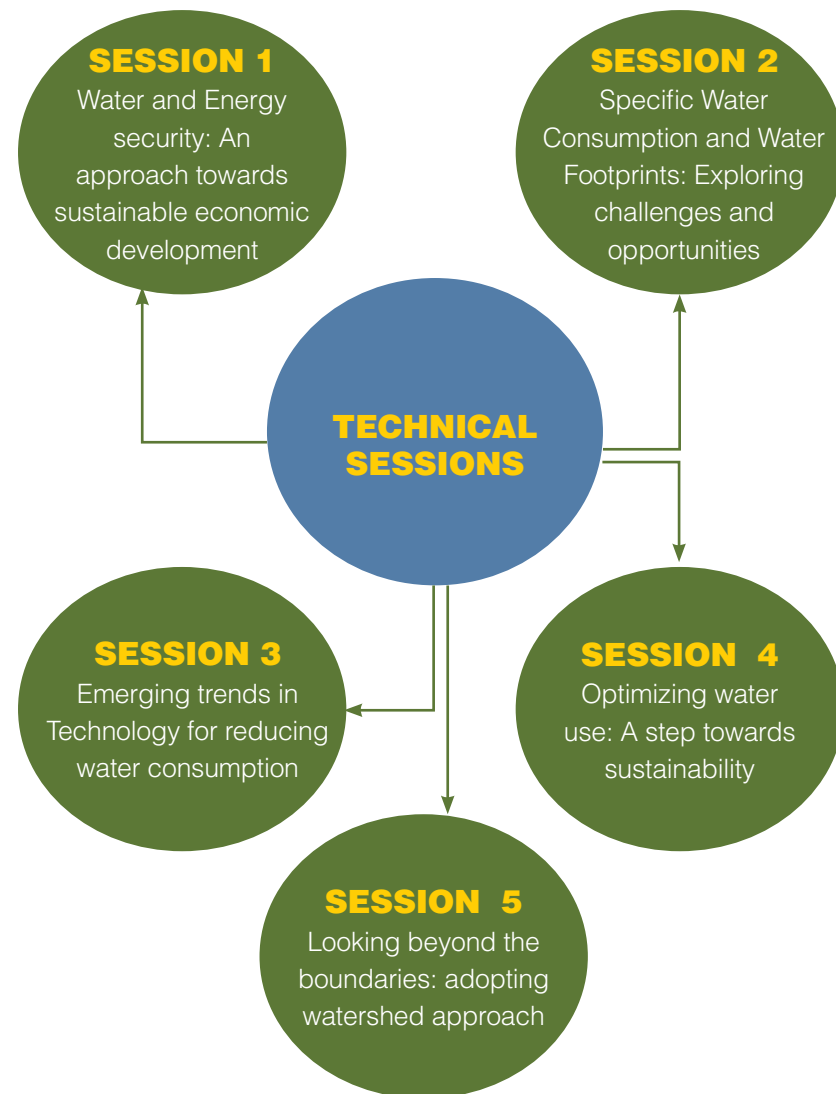 SESSION 1
Water and Energy
security: An
approach towards
sustainable economic
development
SESSION 2
Specific Water
Consumption and Water
Footprints: Exploring
challenges and
opportunities
TECHNICAL
SESSIONS
SESSION 3
Emerging trends in
Technology for reducing
water consumption
SESSION 4
Optimizing water
use: A step towards
sustainability
SESSION 5
Looking beyond the
boundaries: adopting
watershed approach